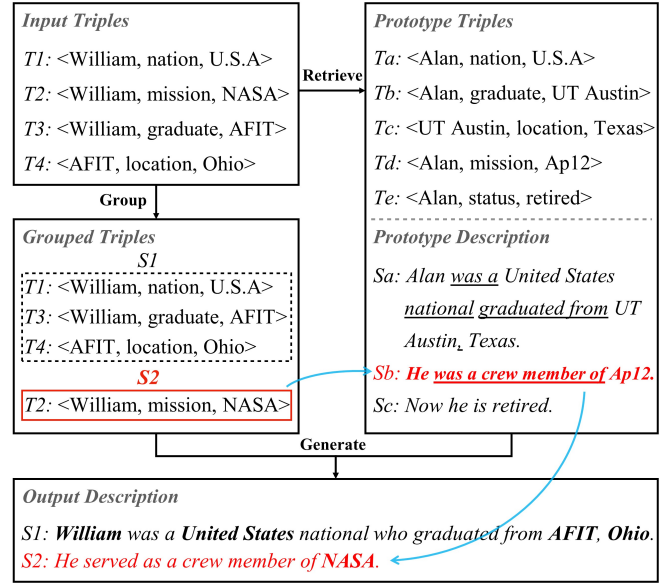 Input Triples
T1: <William, nation, U.S.A>
T2: <William, mission, NASA>
T3: <William, graduate, AFIT>
T4: <AFIT, location, Ohio>
Retrieve
Prototype Triples
Ta: <Alan, nation, U.S.A>
Tb: <Alan, graduate, UT Austin>
Tc: <UT Austin, location, Texas>
Td: <Alan, mission, Ap12>
Te: <Alan, status, retired>
Group
Grouped Triples
S1
T1: <William, nation, U.S.A>
T3: <William, graduate, AFIT>
T4: <AFIT, location, Ohio>
S2
T2: <William, mission, NASA>
Prototype Description
Sa: Alan was a United States
national graduated from UT
Austin, Texas.
Sb: He was a crew member of Ap12.
Sc: Now he is retired.
Generate
Output Description
S1: William was a United States national who graduated from AFIT, Ohio.
S2: He served as a crew member of NASA.